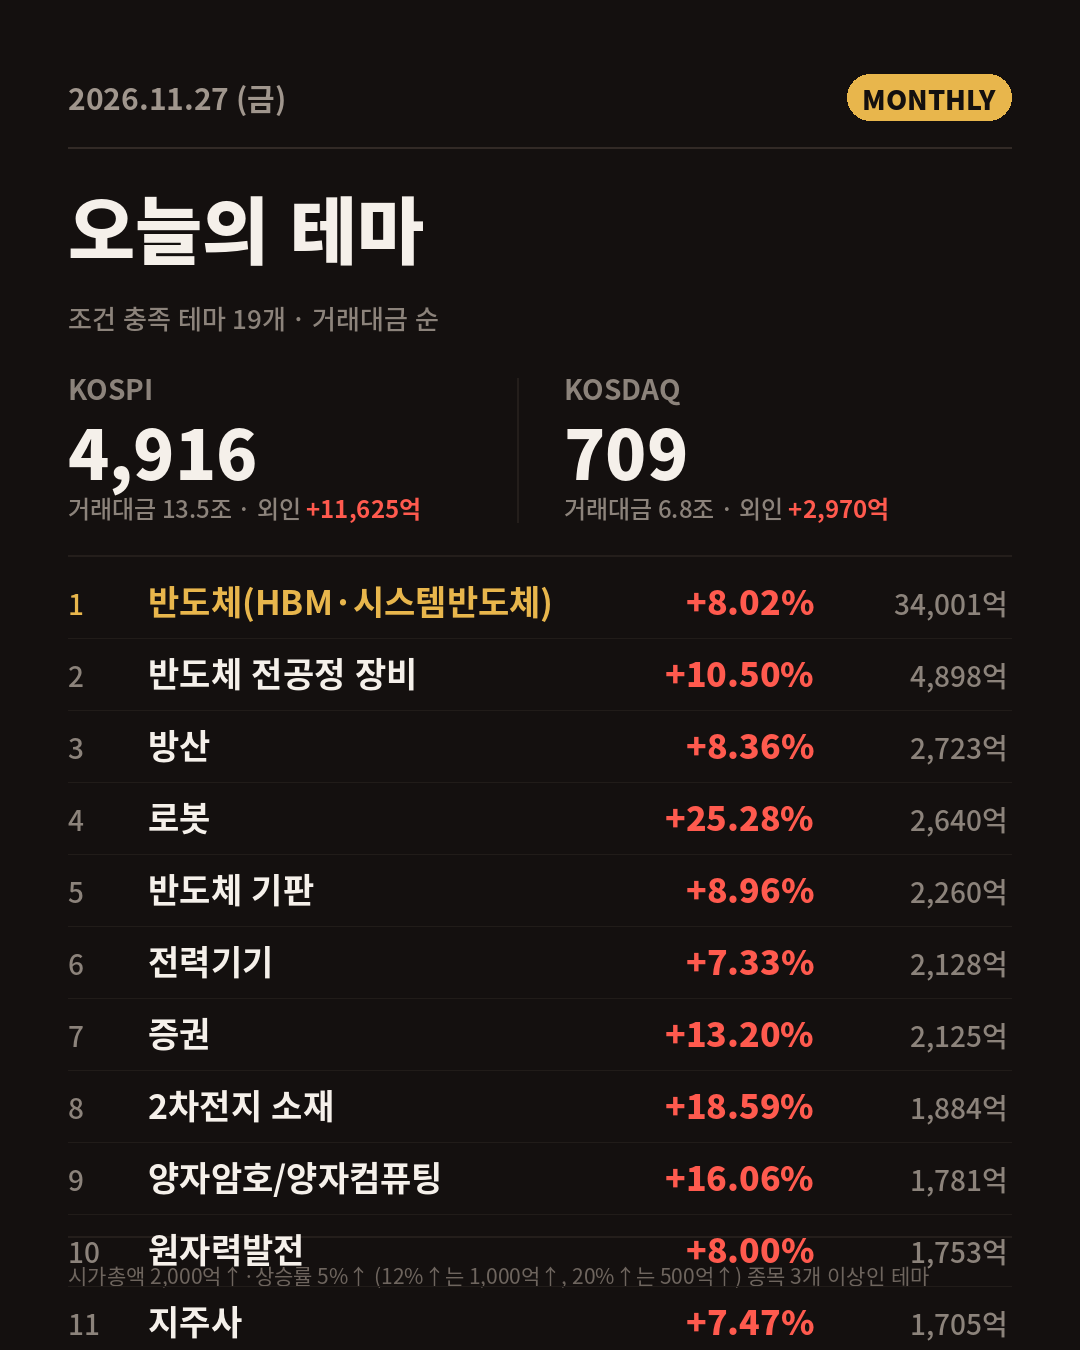 2026.11.27 (금)
MONTHLY
오늘의 테마
조건 충족 테마 19개 · 거래대금 순
KOSPI
4,916
거래대금 13.5조 · 외인 +11,625억
KOSDAQ
709
거래대금 6.8조 · 외인 +2,970억
1 반도체(HBM·시스템반도체) +8.02% 34,001억
2 반도체 전공정 장비 +10.50% 4,898억
3 방산 +8.36% 2,723억
4 로봇 +25.28% 2,640억
5 반도체 기판 +8.96% 2,260억
6 전력기기 +7.33% 2,128억
7 증권 +13.20% 2,125억
8 2차전지 소재 +18.59% 1,884억
9 양자암호/양자컴퓨팅 +16.06% 1,781억
10 원자력발전 +8.00% 1,753억
시가총액 2,000억↑·상승률 5%↑ (12%↑는 1,000억↑, 20%↑는 500억↑) 종목 3개 이상인 테마
11 지주사 +7.47% 1,705억